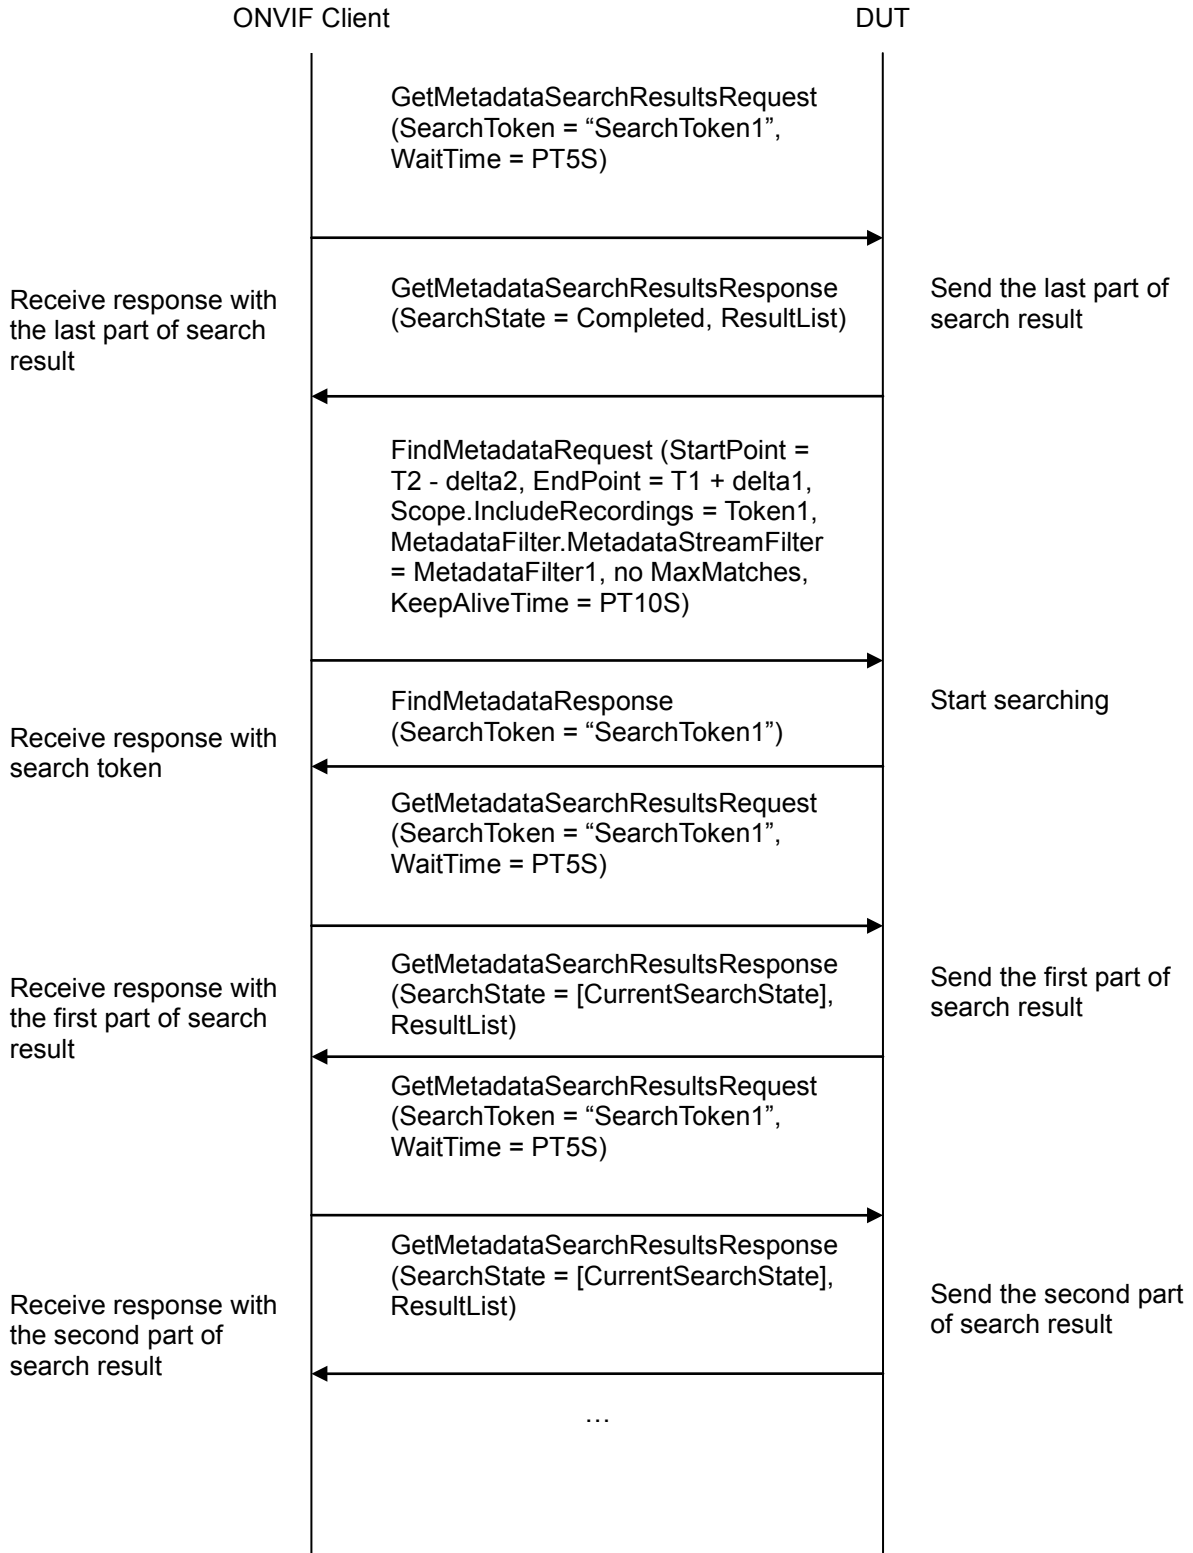 ONVIF Client
DUT
GetMetadataSearchResultsRequest
(SearchToken = “SearchToken1”,
WaitTime = PT5S)
Receive response with
the last part of search
result
GetMetadataSearchResultsResponse
(SearchState = Completed, ResultList)
Send the last part of
search result
FindMetadataRequest (StartPoint =
T2 - delta2, EndPoint = T1 + delta1,
Scope.IncludeRecordings = Token1,
MetadataFilter.MetadataStreamFilter
= MetadataFilter1, no MaxMatches,
KeepAliveTime = PT10S)
Start searching
FindMetadataResponse
(SearchToken = “SearchToken1”)
Receive response with
search token
GetMetadataSearchResultsRequest
(SearchToken = “SearchToken1”,
WaitTime = PT5S)
Receive response with
the first part of search
result
GetMetadataSearchResultsResponse
(SearchState = [CurrentSearchState],
ResultList)
Send the first part of
search result
GetMetadataSearchResultsRequest
(SearchToken = “SearchToken1”,
WaitTime = PT5S)
GetMetadataSearchResultsResponse
(SearchState = [CurrentSearchState],
ResultList)
Receive response with
the second part of
search result
Send the second part
of search result
…